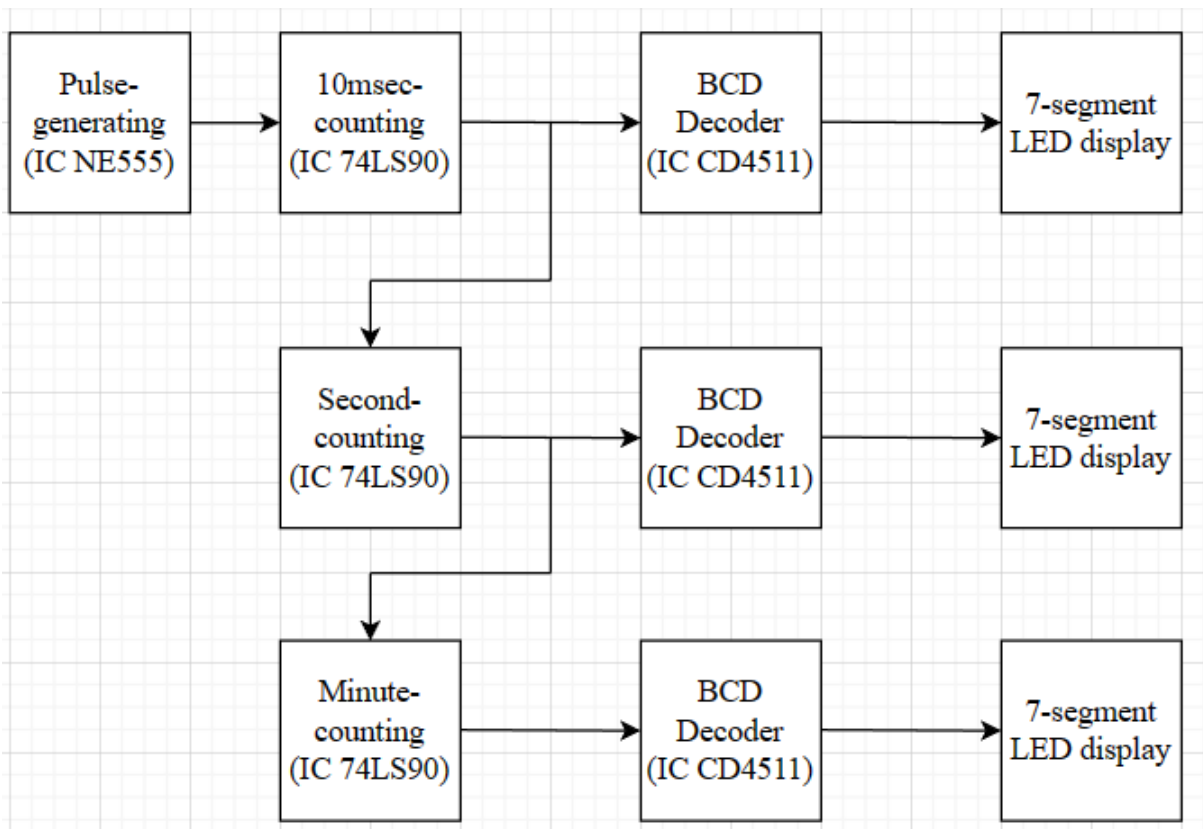 Pulse-
generating
(IC NE555)
10msec-
counting
(IC 74LS90)
BCD
Decoder
(IC CD4511)
7-segment
LED display
Second-
counting
(IC 74LS90)
BCD
Decoder
(IC CD4511)
7-segment
LED display
Minute-
counting
(IC 74LS90)
BCD
Decoder
(IC CD4511)
7-segment
LED display